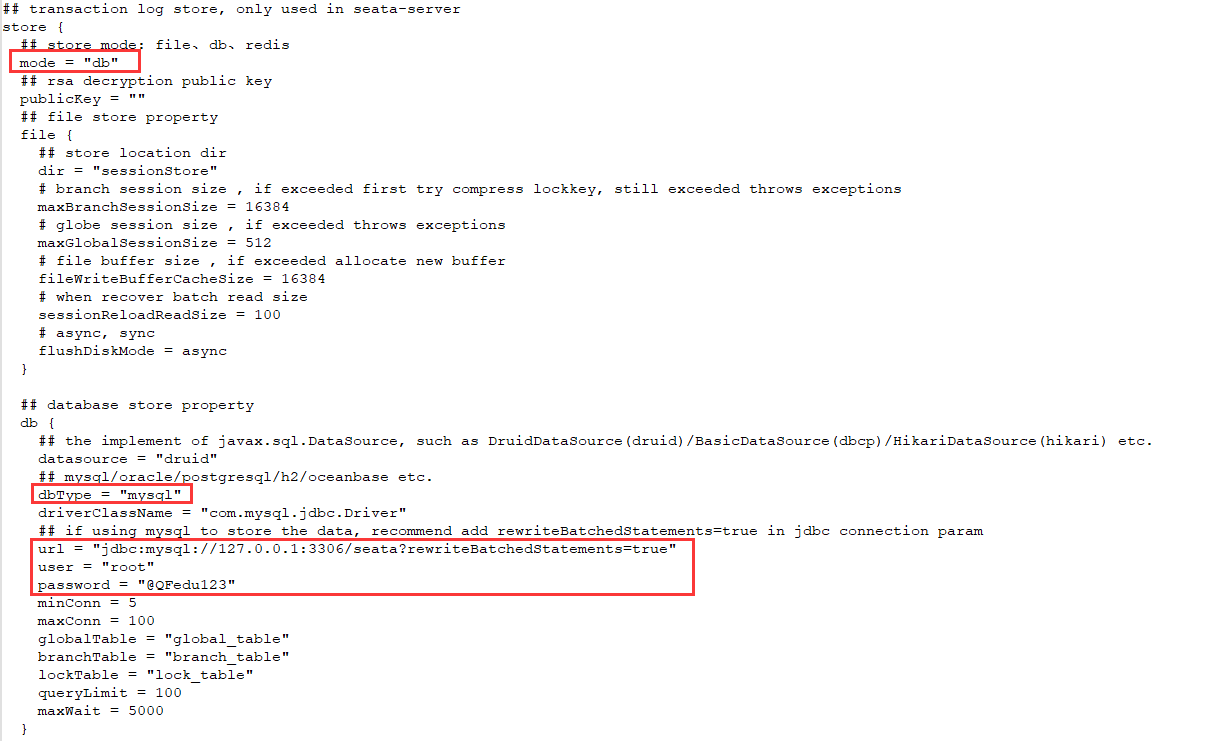 ## transaction log store, only used in seata-server
store {
## store mode: file、db、redis
mode = "db"
## rsa decryption public key
publicKey = ""
## file store property
file {
## store location dir
dir = "sessionStore"
# branch session size , if exceeded first try compress lockkey, still exceeded throws exceptions
maxBranchSessionSize = 16384
# globe session size , if exceeded throws exceptions
maxGlobalSessionSize = 512
# file buffer size , if exceeded allocate new buffer
fileWriteBufferCacheSize = 16384
# when recover batch read size
sessionReloadReadSize = 100
# async, sync
flushDiskMode = async
}
## database store property
db {
## the implement of javax.sql.DataSource, such as DruidDataSource(druid)/BasicDataSource(dbcp)/HikariDataSource(hikari) etc.
datasource = "druid"
## mysql/oracle/postgresql/h2/oceanbase etc.
dbType = "mysql"
driverClassName = "com.mysql.jdbc.Driver"
## if using mysql to store the data, recommend add rewriteBatchedStatements=true in jdbc connection param
url = "jdbc:mysql://127.0.0.1:3306/seata?rewriteBatchedStatements=true"
user = "root"
password = "@QFedu123"
minConn = 5
maxConn = 100
globalTable = "global_table"
branchTable = "branch_table"
lockTable = "lock_table"
queryLimit = 100
maxWait = 5000
}